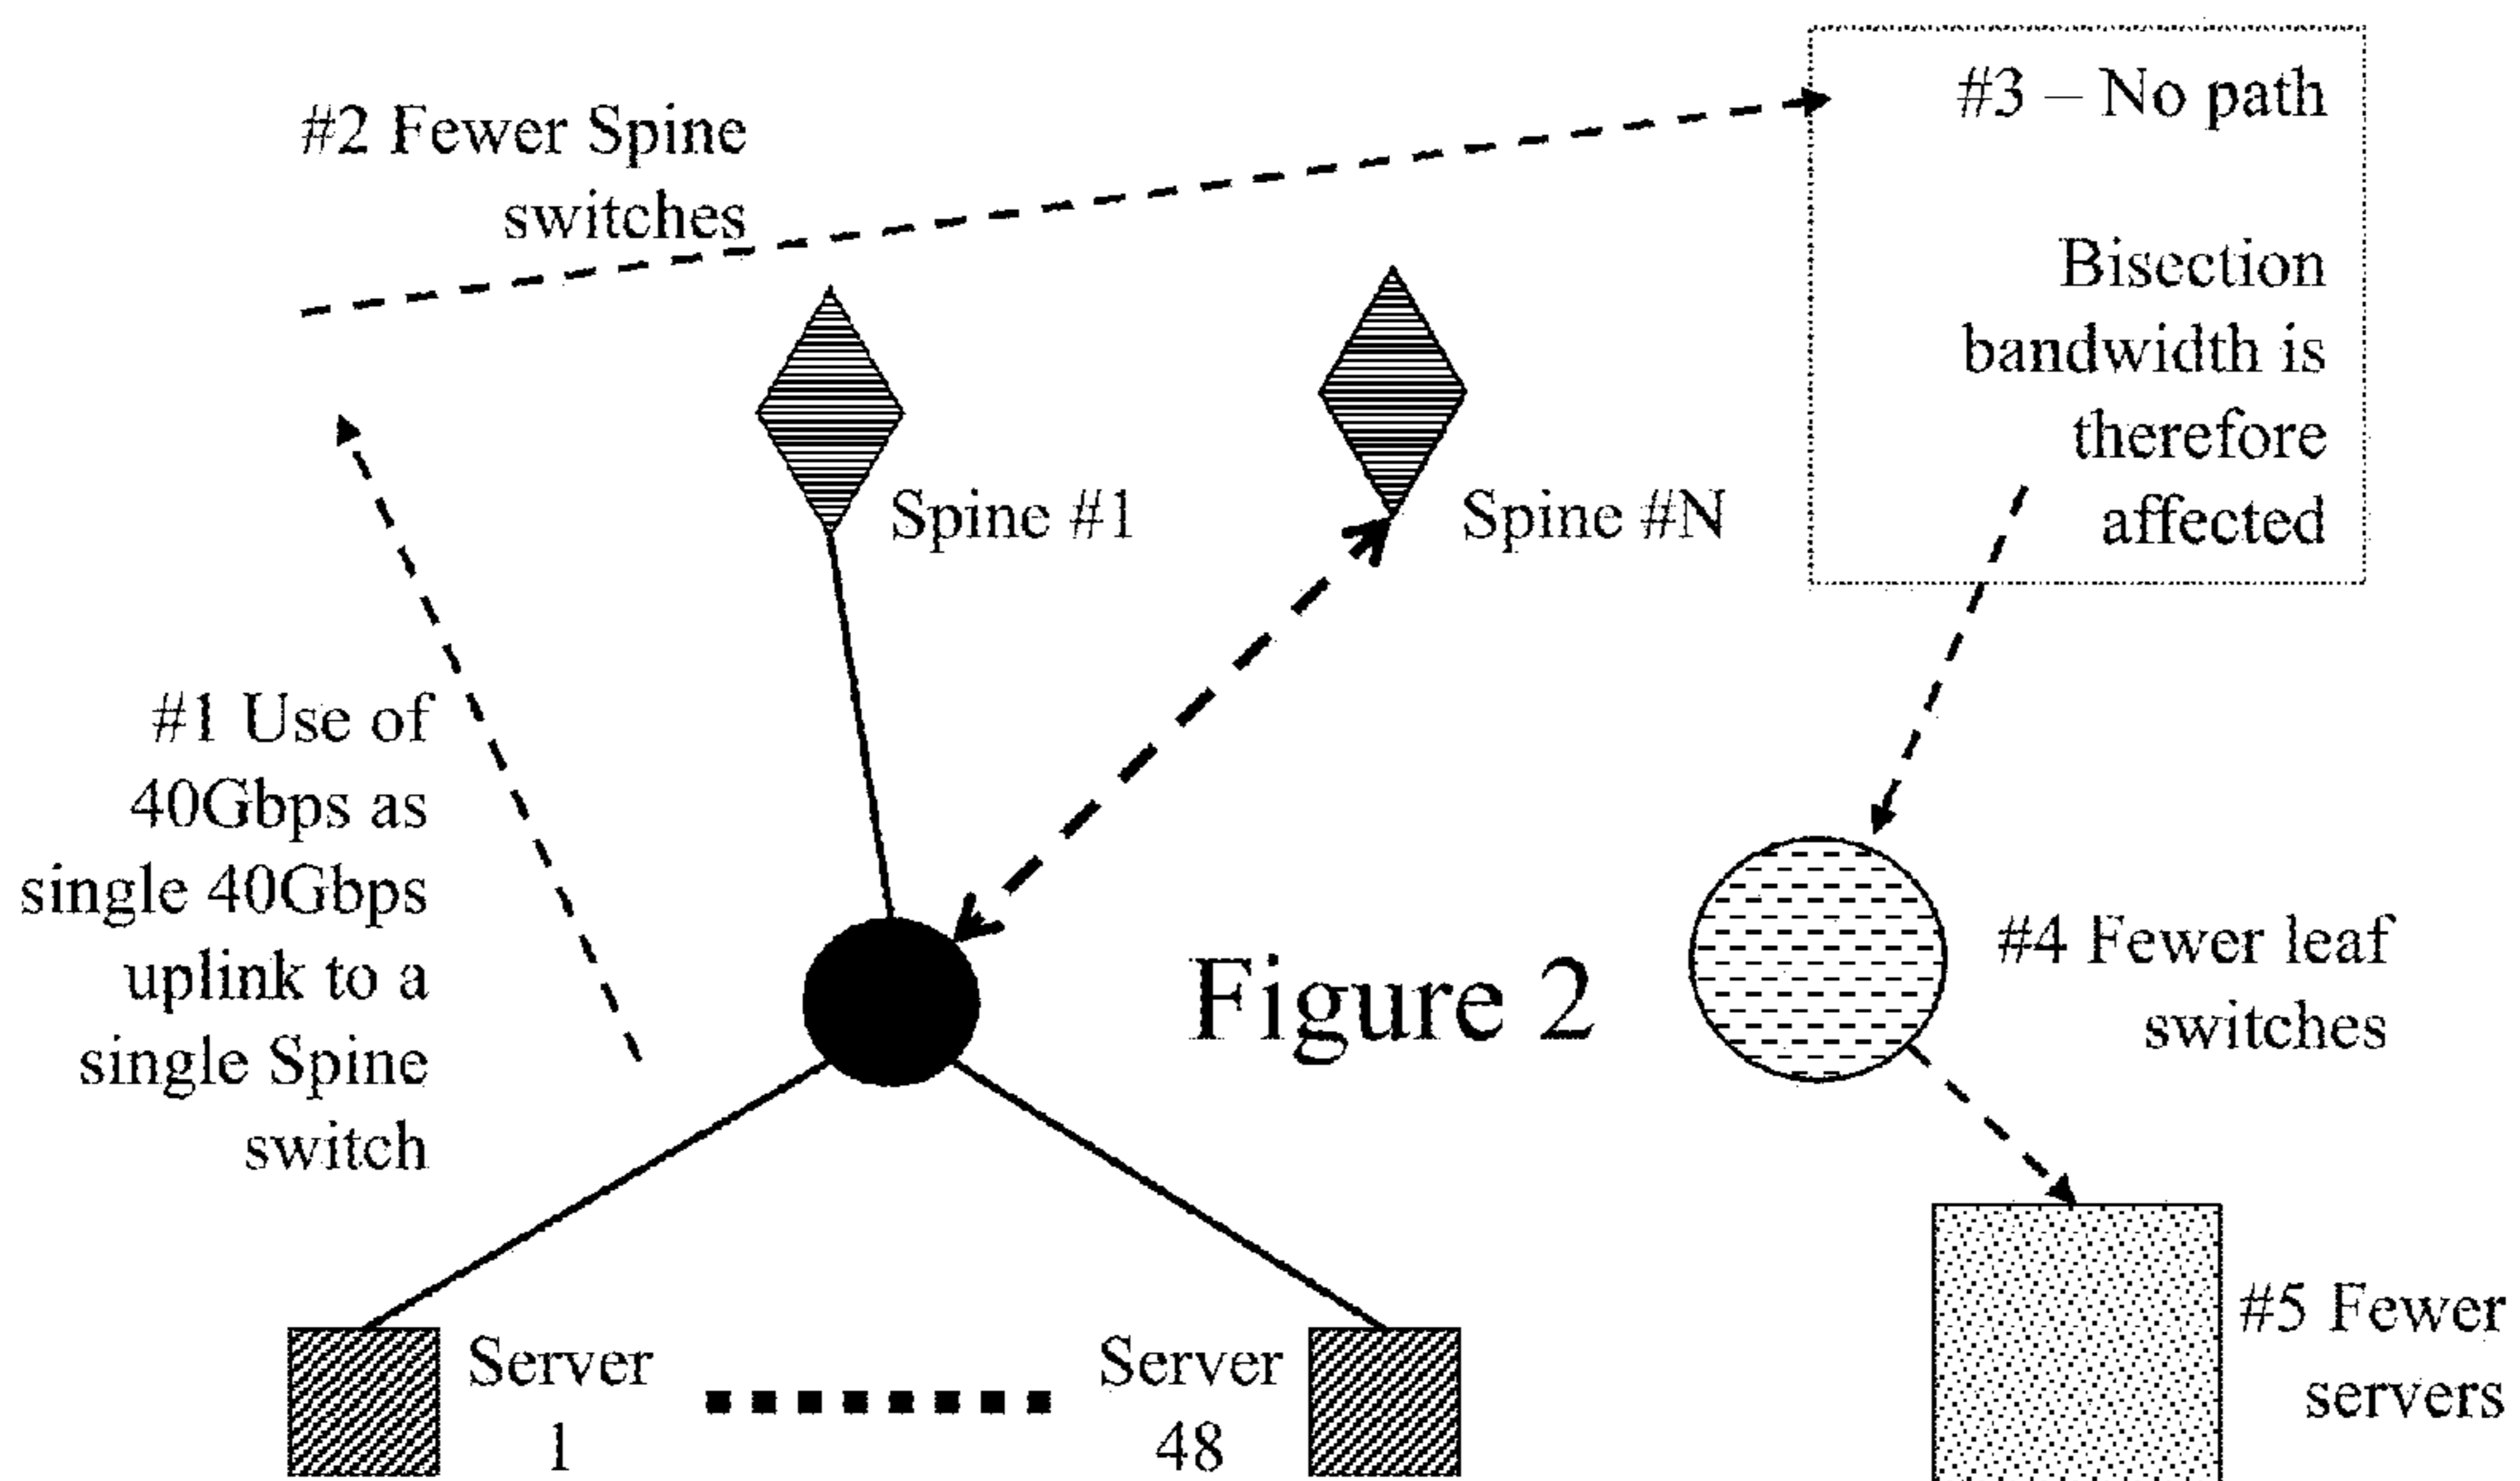 #2 Fewer Spine
switches
#3 – No path
Bisection
bandwidth is
therefore
affected
Spine #1
Spine #N
#1 Use of
40Gbps as
single 40Gbps
uplink to a
single Spine
switch
Figure 2
#4 Fewer leaf
switches
#5 Fewer
servers
Server
1
Server
48